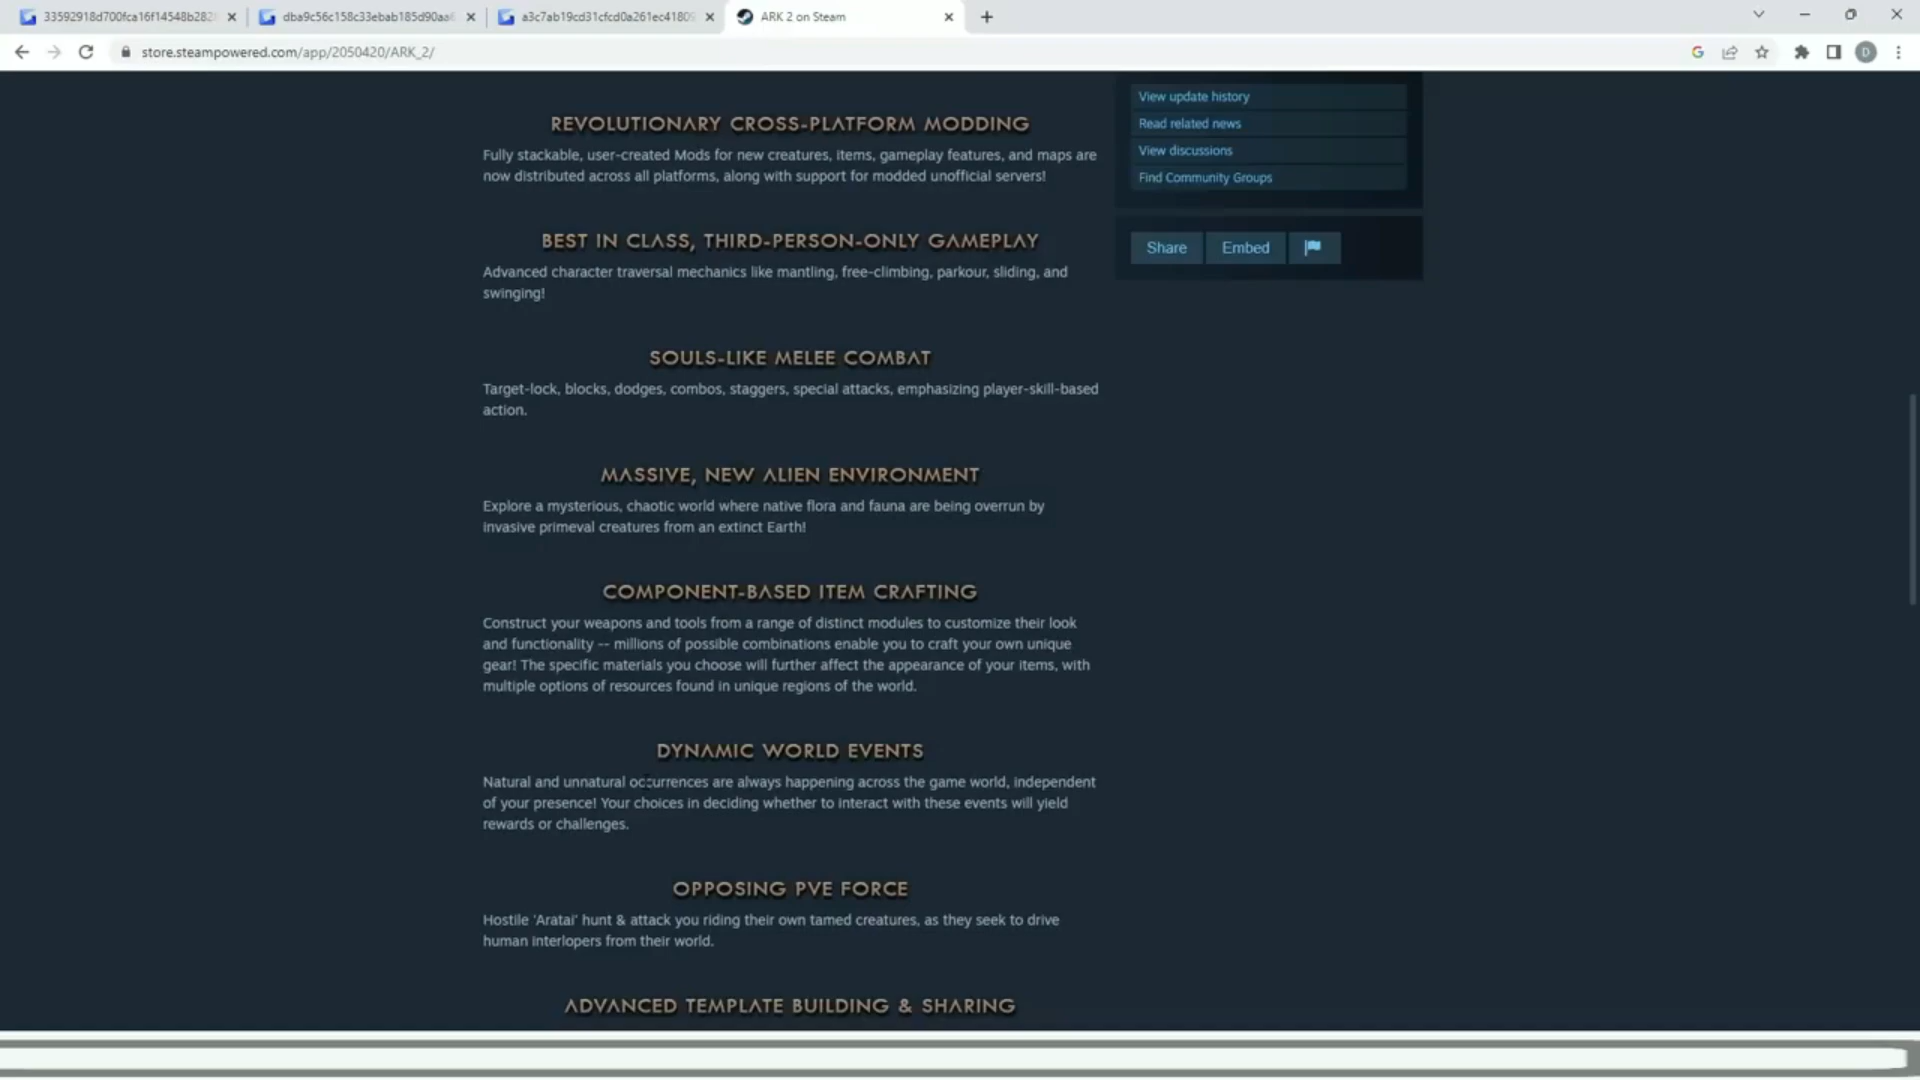 33592918d700fca16f14548b282
dba9c56c158c33ebab185d90aa6
a3c7ab19cd31cfcd0a261ec41809
ARK 2 on Steam
store.steampowered.com/app/2050420/ARK_2/
G
D
REVOLUTIONARY CROSS-PLATFORM MODDING
Fully stackable, user-created Mods for new creatures, items, gameplay features, and maps are
now distributed across all platforms, along with support for modded unofficial servers!
BEST IN CLASS, THIRD-PERSON-ONLY GAMEPLAY
Advanced character traversal mechanics like mantling, free-climbing, parkour, sliding, and
swinging!
SOULS-LIKE MELEE COMBAT
Target-lock, blocks, dodges, combos, staggers, special attacks, emphasizing player-skill-based
action.
MASSIVE, NEW ALIEN ENVIRONMENT
Explore a mysterious, chaotic world where native flora and fauna are being overrun by
invasive primeval creatures from an extinct Earth!
COMPONENT-BASED ITEM CRAFTING
Construct your weapons and tools from a range of distinct modules to customize their look
and functionality -- millions of possible combinations enable you to craft your own unique
gear! The specific materials you choose will further affect the appearance of your items, with
multiple options of resources found in unique regions of the world.
DYNAMIC WORLD EVENTS
Natural and unnatural occurrences are always happening across the game world, independent
of your presence! Your choices in deciding whether to interact with these events will yield
rewards or challenges.
OPPOSING PVE FORCE
Hostile 'Aratai' hunt & attack you riding their own tamed creatures, as they seek to drive
human interlopers from their world.
ADVANCED TEMPLATE BUILDING & SHARING
View update history
Read related news
View discussions
Find Community Groups
Share
Embed